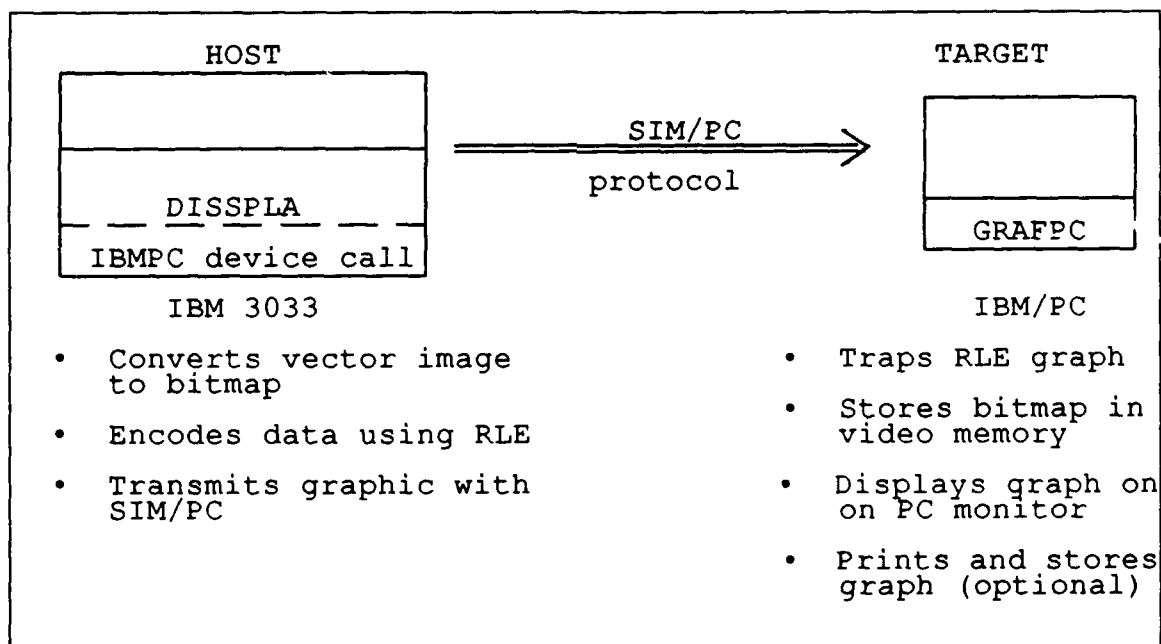 HOST
DISSPLA
IBMPC device call
IBM 3033
• Converts vector image
to bitmap
• Encodes data using RLE
• Transmits graphic with
SIM/PC
SIM/PC
protocol
TARGET
GRAFPC
IBM/PC
• Traps RLE graph
• Stores bitmap in
video memory
• Displays graph on
on PC monitor
• Prints and stores
graph (optional)